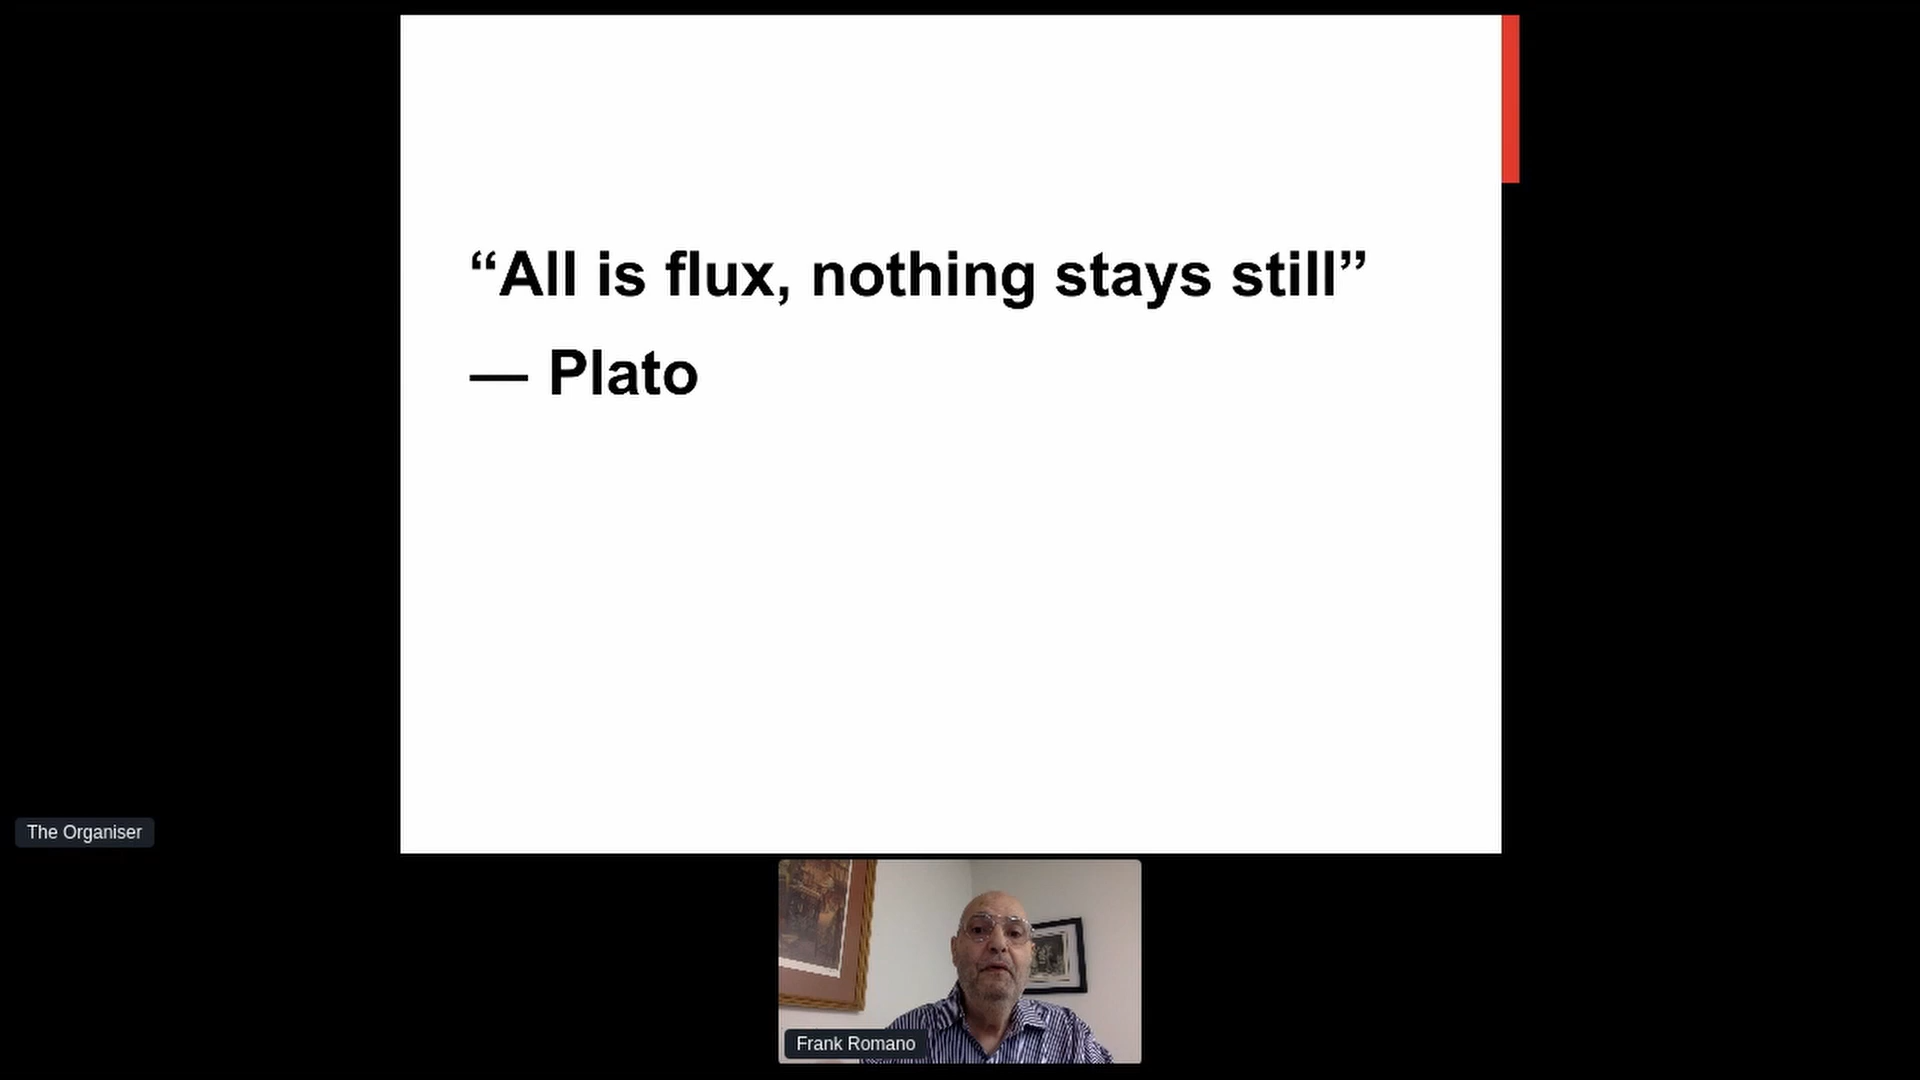 “All is flux, nothing stays still”
— Plato
The Organiser
Frank Romano